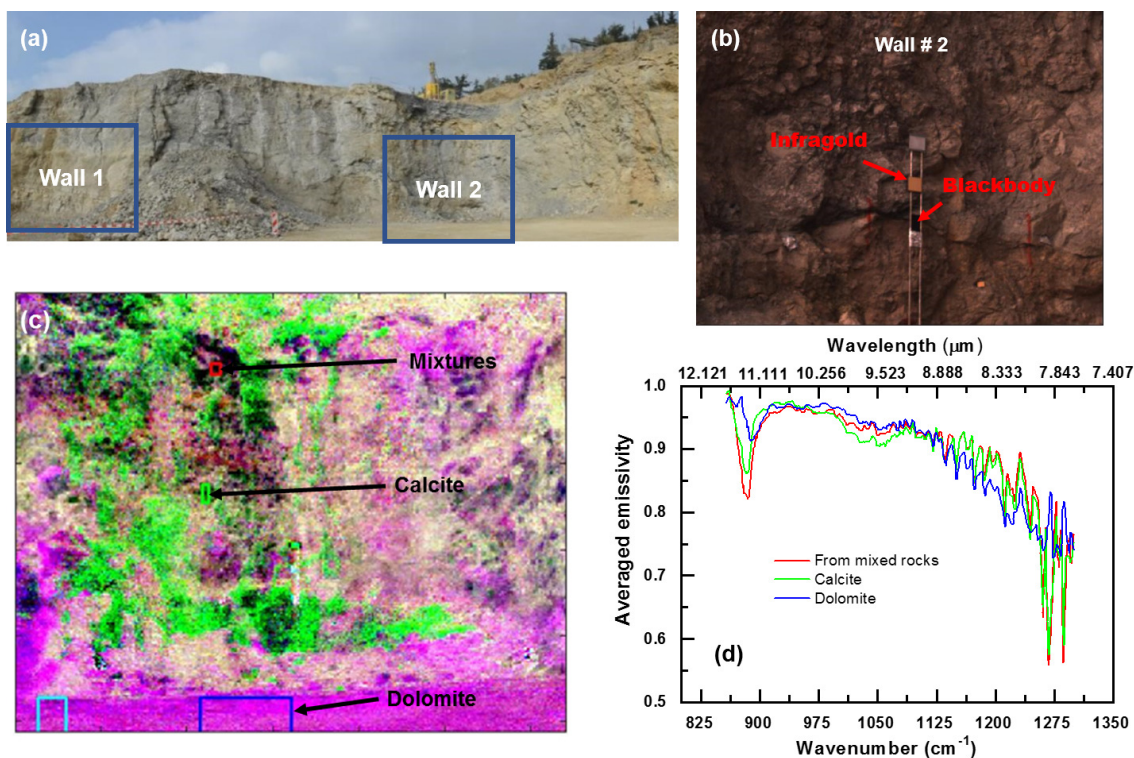 (a)
Wall 1
Wall 2
(b)
Wall # 2
Infragold
Blackbody
(c)
Mixtures
Calcite
Dolomite
Wavelength (μm)
12.121 11.111 10.256 9.523 8.888 8.333 7.843 7.407
1.0
0.9
0.8
0.7
0.6
0.5
Averaged emissivity
From mixed rocks
Calcite
Dolomite
(d)
825 900 975 1050 1125 1200 1275 1350
Wavenumber (cm⁻¹)